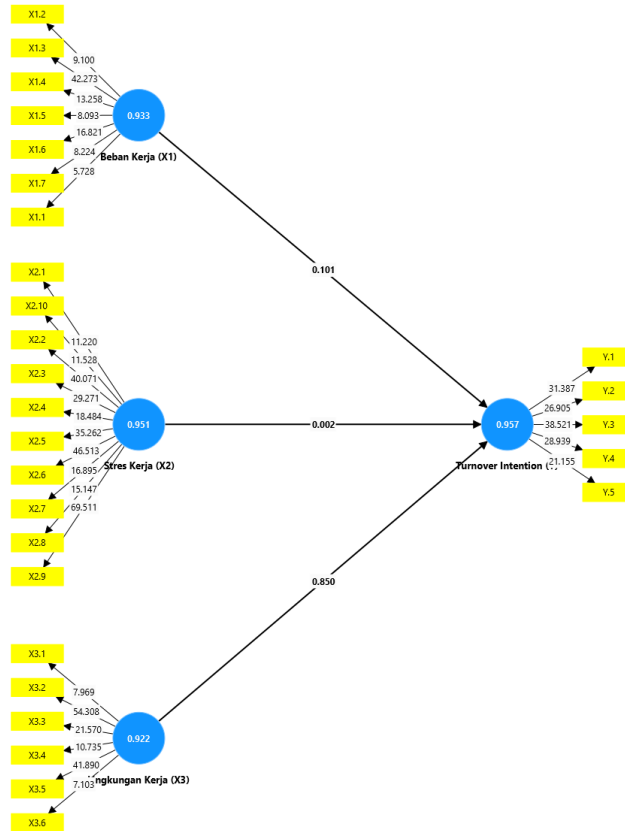 X1.2
X1.3
X1.4
X1.5
X1.6
X1.7
X1.1
9.100
42.273
13.258
8.093
16.821
8.224
5.728
0.933
Beban Kerja (X1)
0.101
X2.1
X2.10
X2.2
X2.3
X2.4
X2.5
X2.6
X2.7
X2.8
X2.9
11.220
11.528
40.071
29.271
18.484
35.262
46.513
16.895
15.147
69.511
0.951
Stres Kerja (X2)
0.002
0.957
Turnover Intention (
31.387
26.905
38.521
28.939
21.155
Y.1
Y.2
Y.3
Y.4
Y.5
0.850
X3.1
X3.2
X3.3
X3.4
X3.5
X3.6
7.969
54.308
21.570
10.735
41.890
7.103
0.922
ngkungan Kerja (X3)